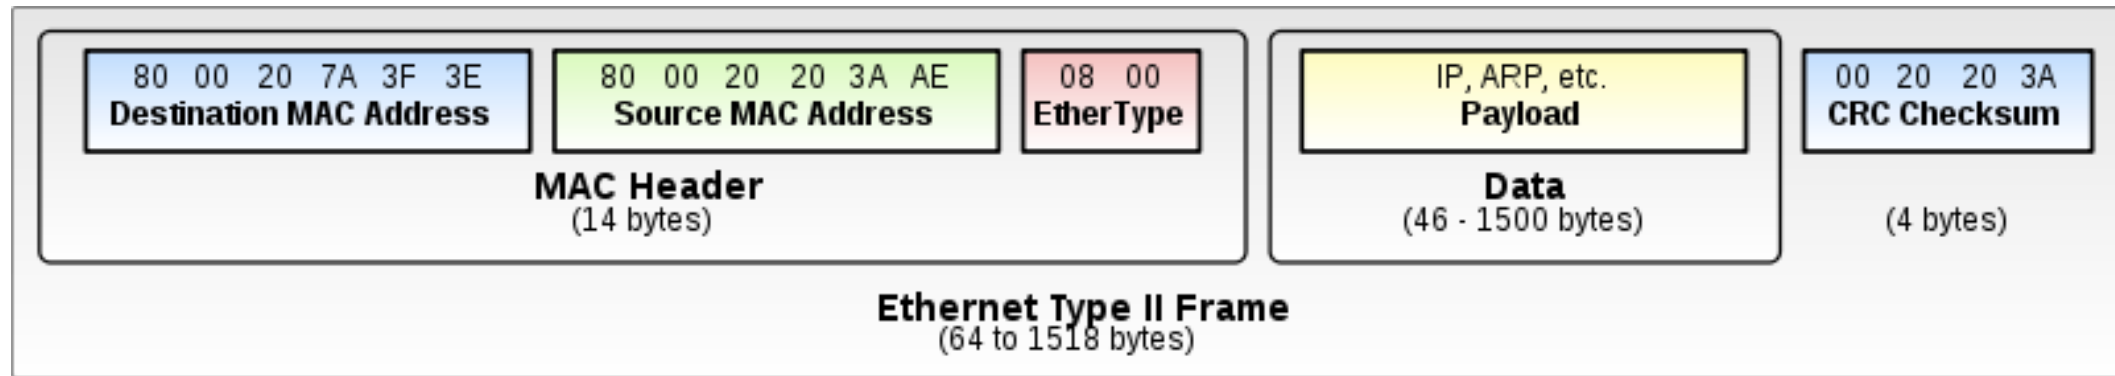 80 00 20 7A 3F 3E
Destination MAC Address
80 00 20 20 3A AE
Source MAC Address
08 00
EtherType
MAC Header
(14 bytes)
IP, ARP, etc.
Payload
Data
(46 - 1500 bytes)
00 20 20 3A
CRC Checksum
(4 bytes)
Ethernet Type II Frame
(64 to 1518 bytes)